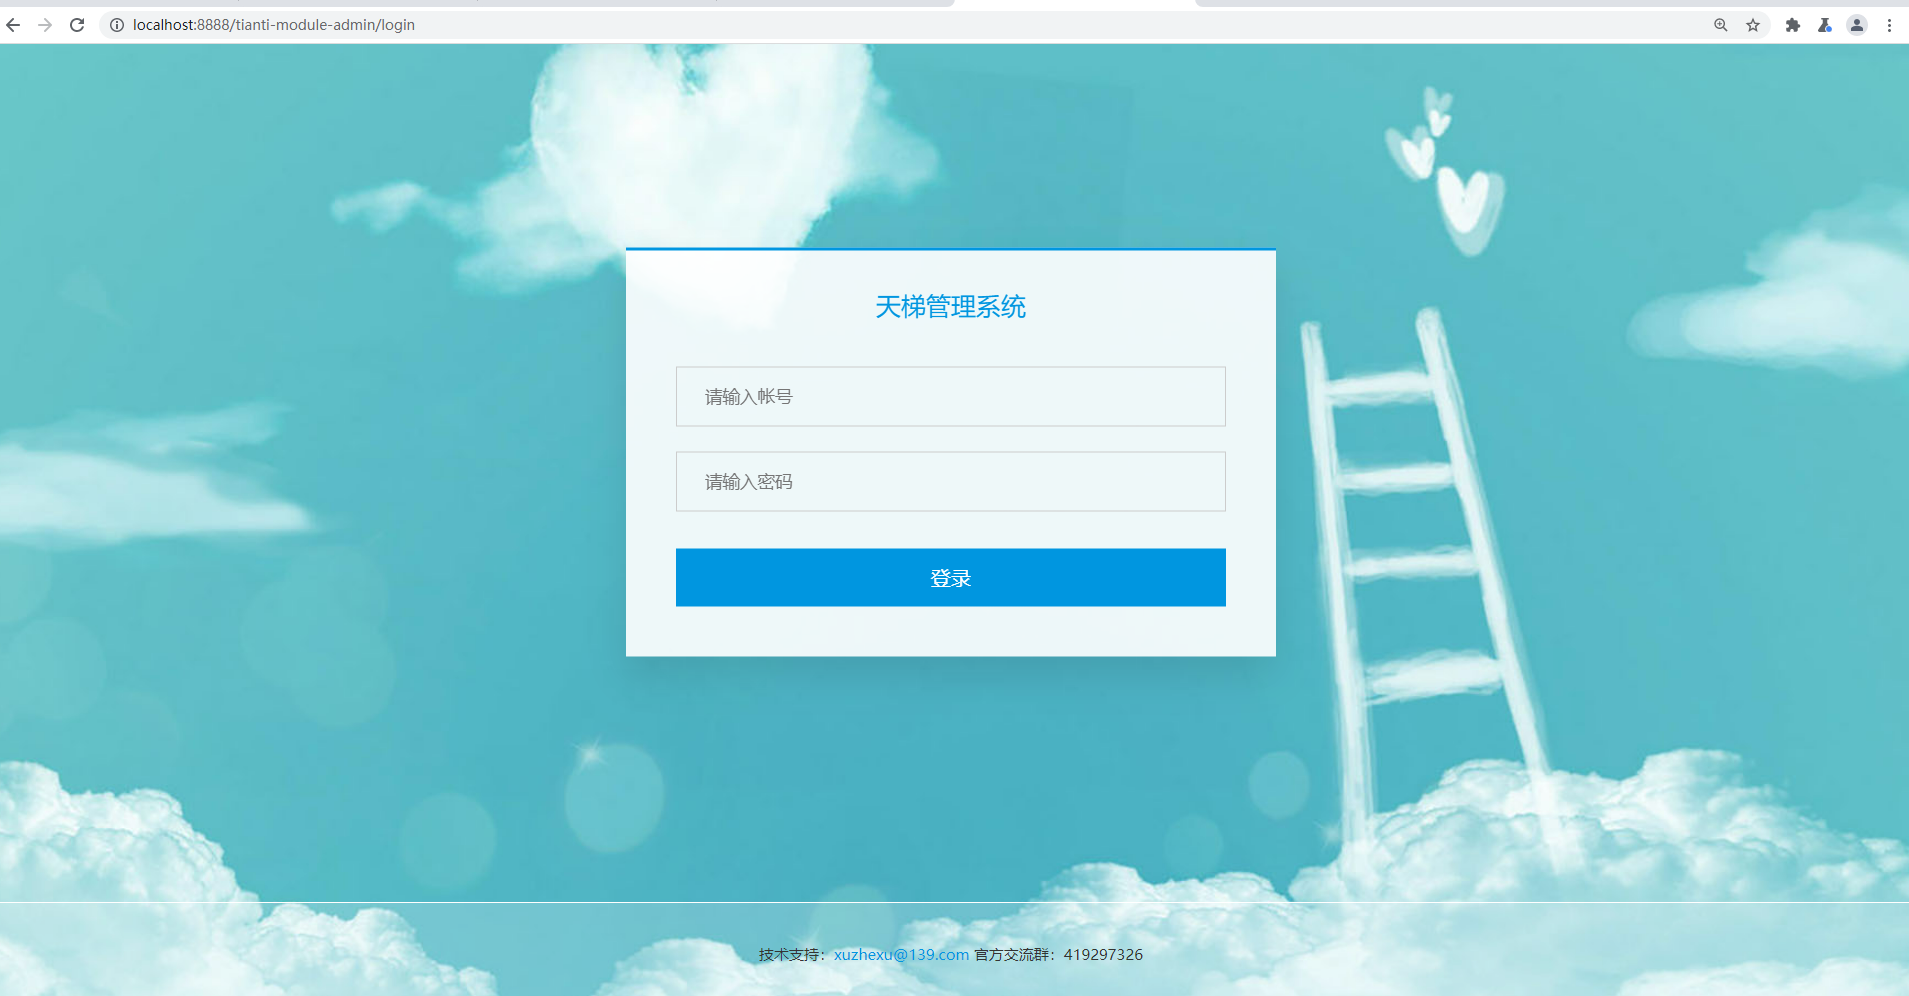 localhost:8888/tianti-module-admin/login
天梯管理系统
请输入帐号
请输入密码
登录
技术支持：xuzhexu@139.com 官方交流群：419297326